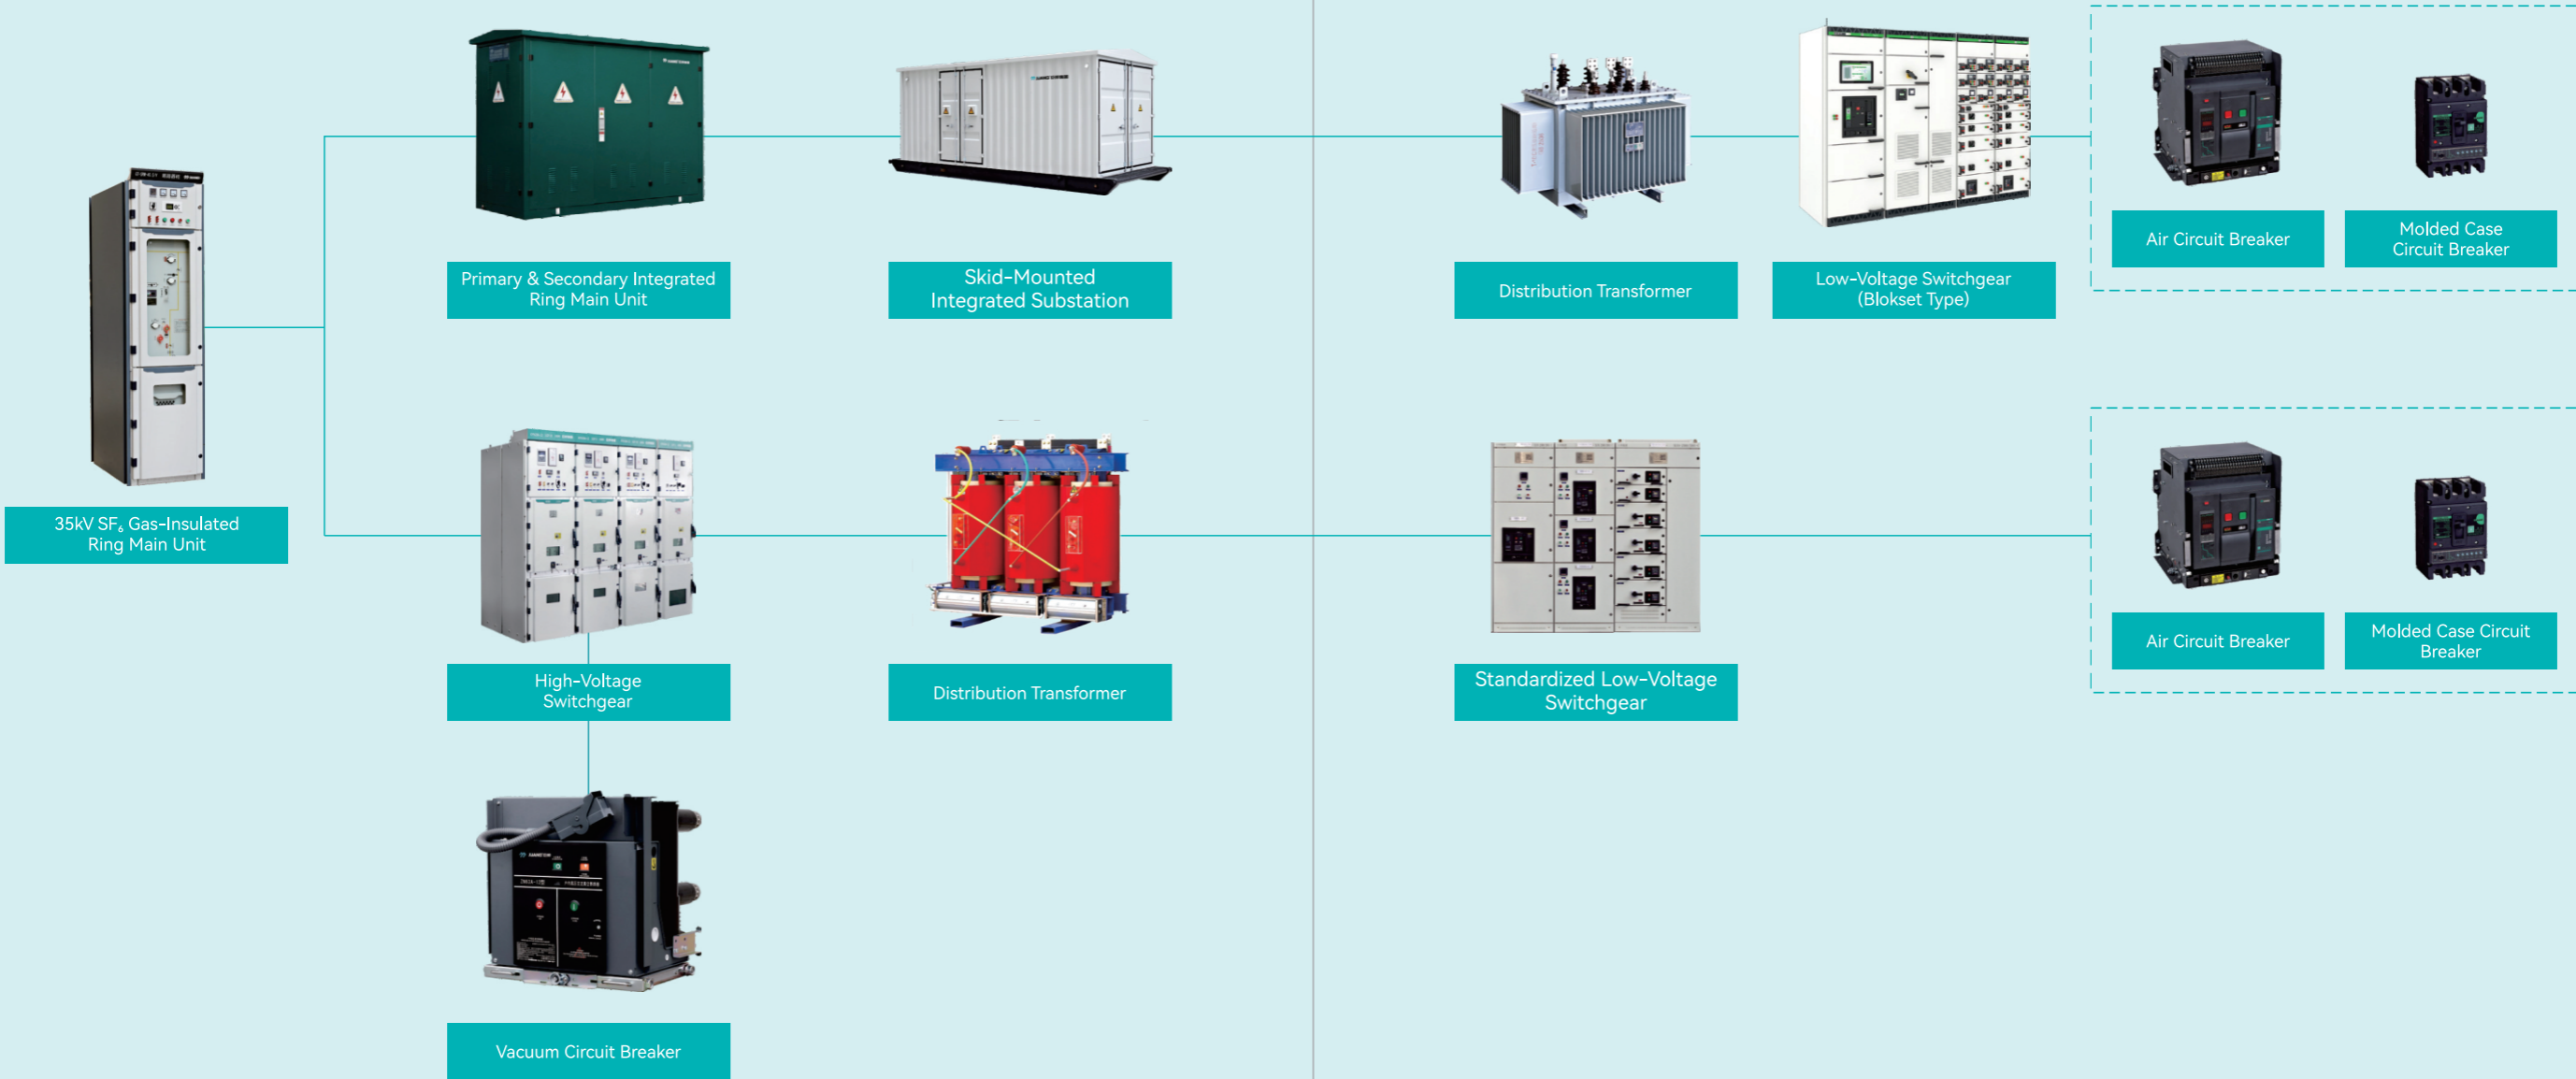 Primary & Secondary Integrated
Ring Main Unit
Skid-Mounted
Integrated Substation
Distribution Transformer
Low-Voltage Switchgear
(Blokset Type)
Air Circuit Breaker
Molded Case
Circuit Breaker
35kV SF₆ Gas-Insulated
Ring Main Unit
High-Voltage
Switchgear
Distribution Transformer
Standardized Low-Voltage
Switchgear
Air Circuit Breaker
Molded Case Circuit
Breaker
Vacuum Circuit Breaker